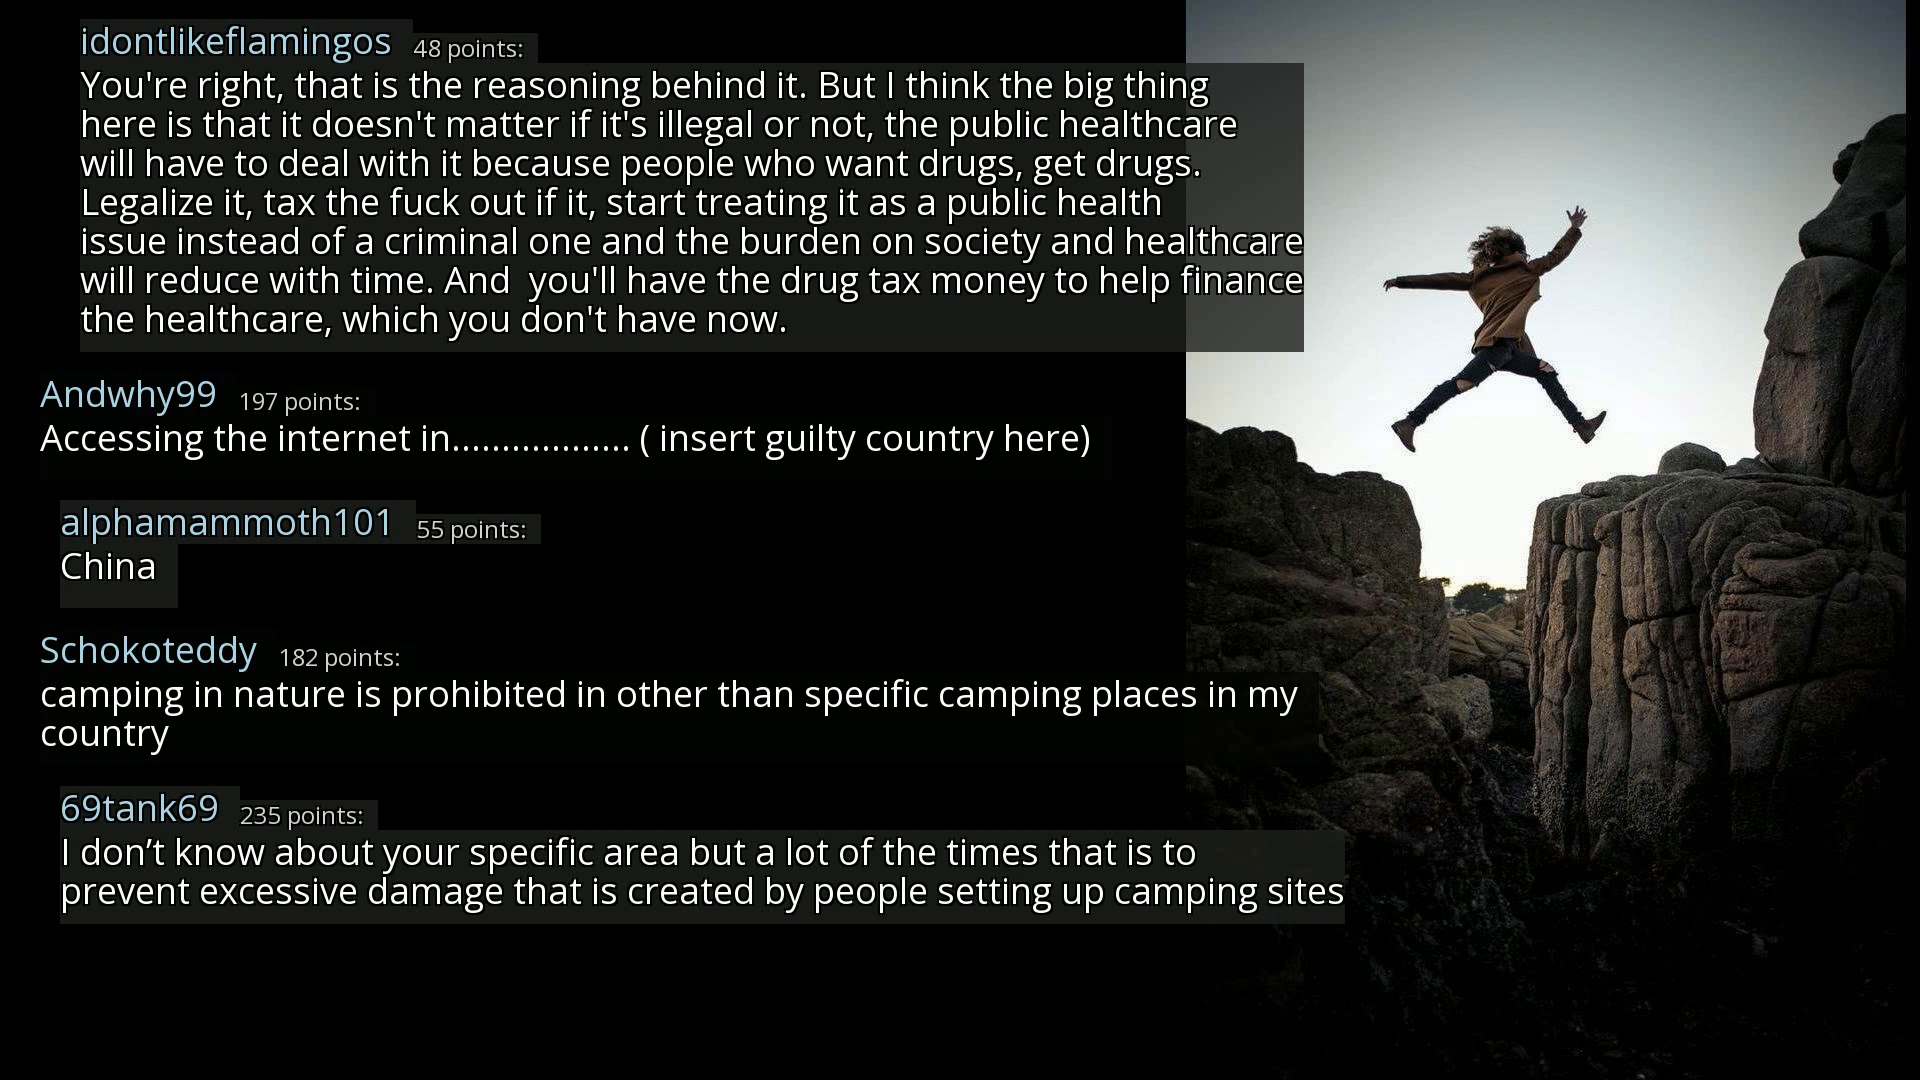 idontlikeflamingos 48 points:
You're right, that is the reasoning behind it. But I think the big thing
here is that it doesn't matter if it's illegal or not, the public healthcare
will have to deal with it because people who want drugs, get drugs.
Legalize it, tax the fuck out if it, start treating it as a public health
issue instead of a criminal one and the burden on society and healthcare
will reduce with time. And  you'll have the drug tax money to help finance
the healthcare, which you don't have now.
Andwhy99 197 points:
Accessing the internet in.................. ( insert guilty country here)
alphamammoth101 55 points:
China
Schokoteddy 182 points:
camping in nature is prohibited in other than specific camping places in my
country
69tank69 235 points:
I don’t know about your specific area but a lot of the times that is to
prevent excessive damage that is created by people setting up camping sites